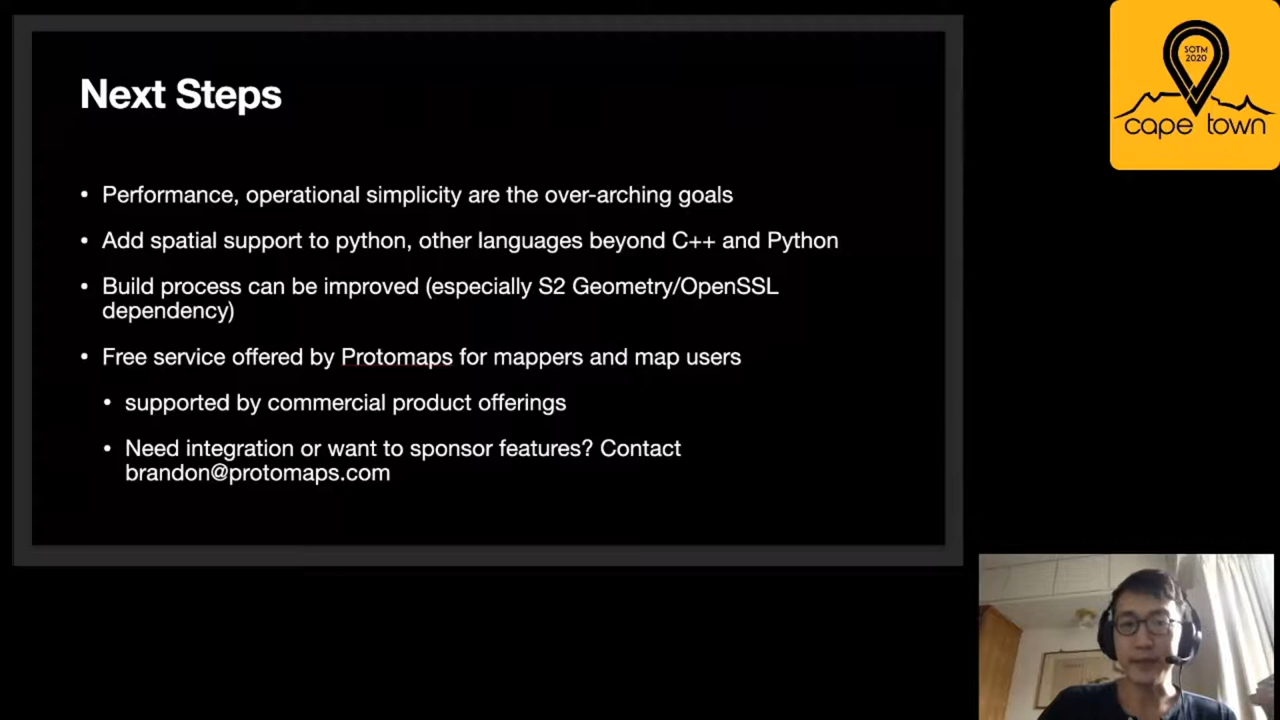 Next Steps
• Performance, operational simplicity are the over-arching goals
• Add spatial support to python, other languages beyond C++ and Python
• Build process can be improved (especially S2 Geometry/OpenSSL
dependency)
• Free service offered by Protomaps for mappers and map users
• supported by commercial product offerings
• Need integration or want to sponsor features? Contact
brandon@protomaps.com
SOTM
2020
cape town